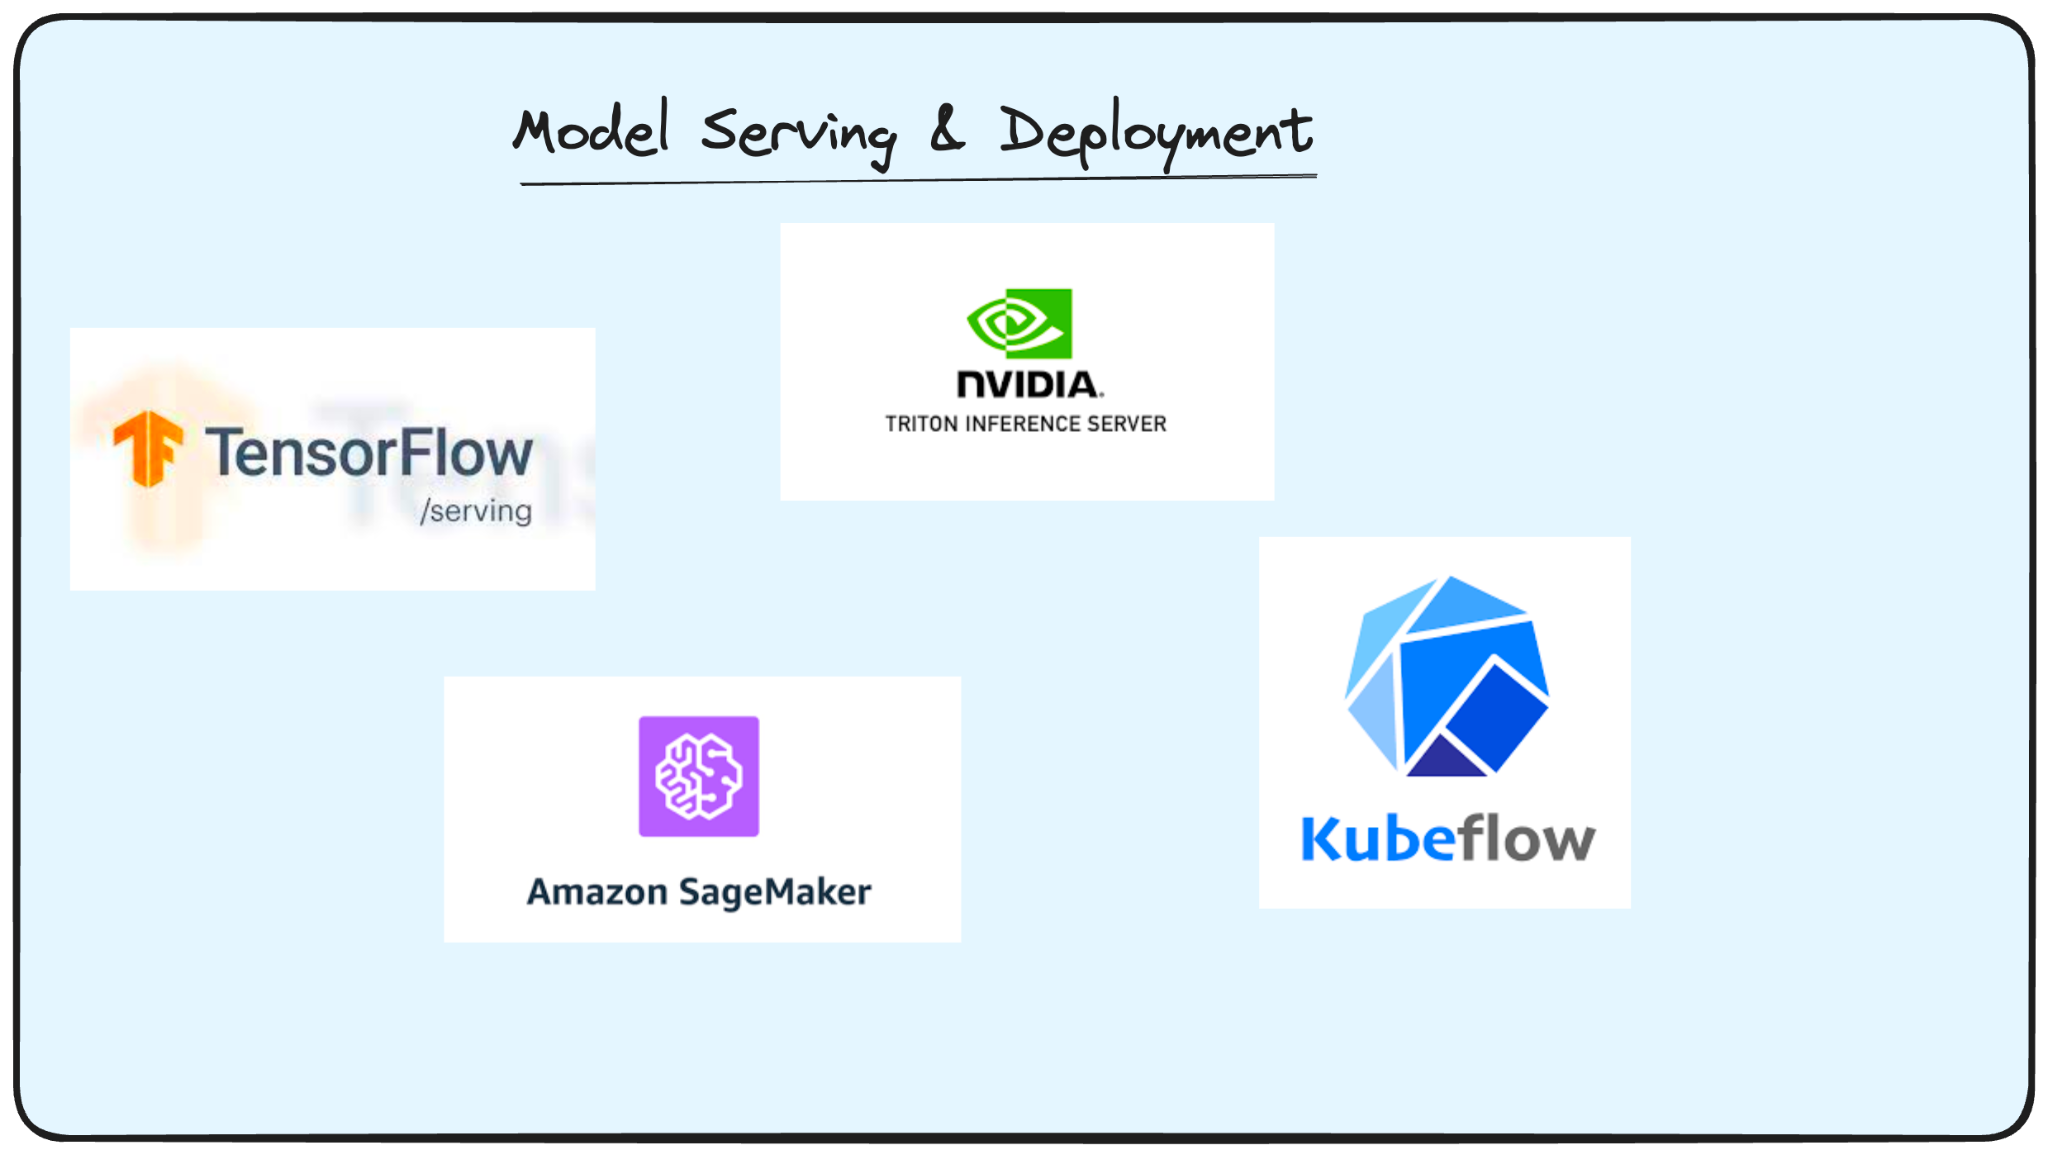 Model Serving & Deployment
NVIDIA.
TRITON INFERENCE SERVER
TensorFlow
/serving
Amazon SageMaker
Kubeflow